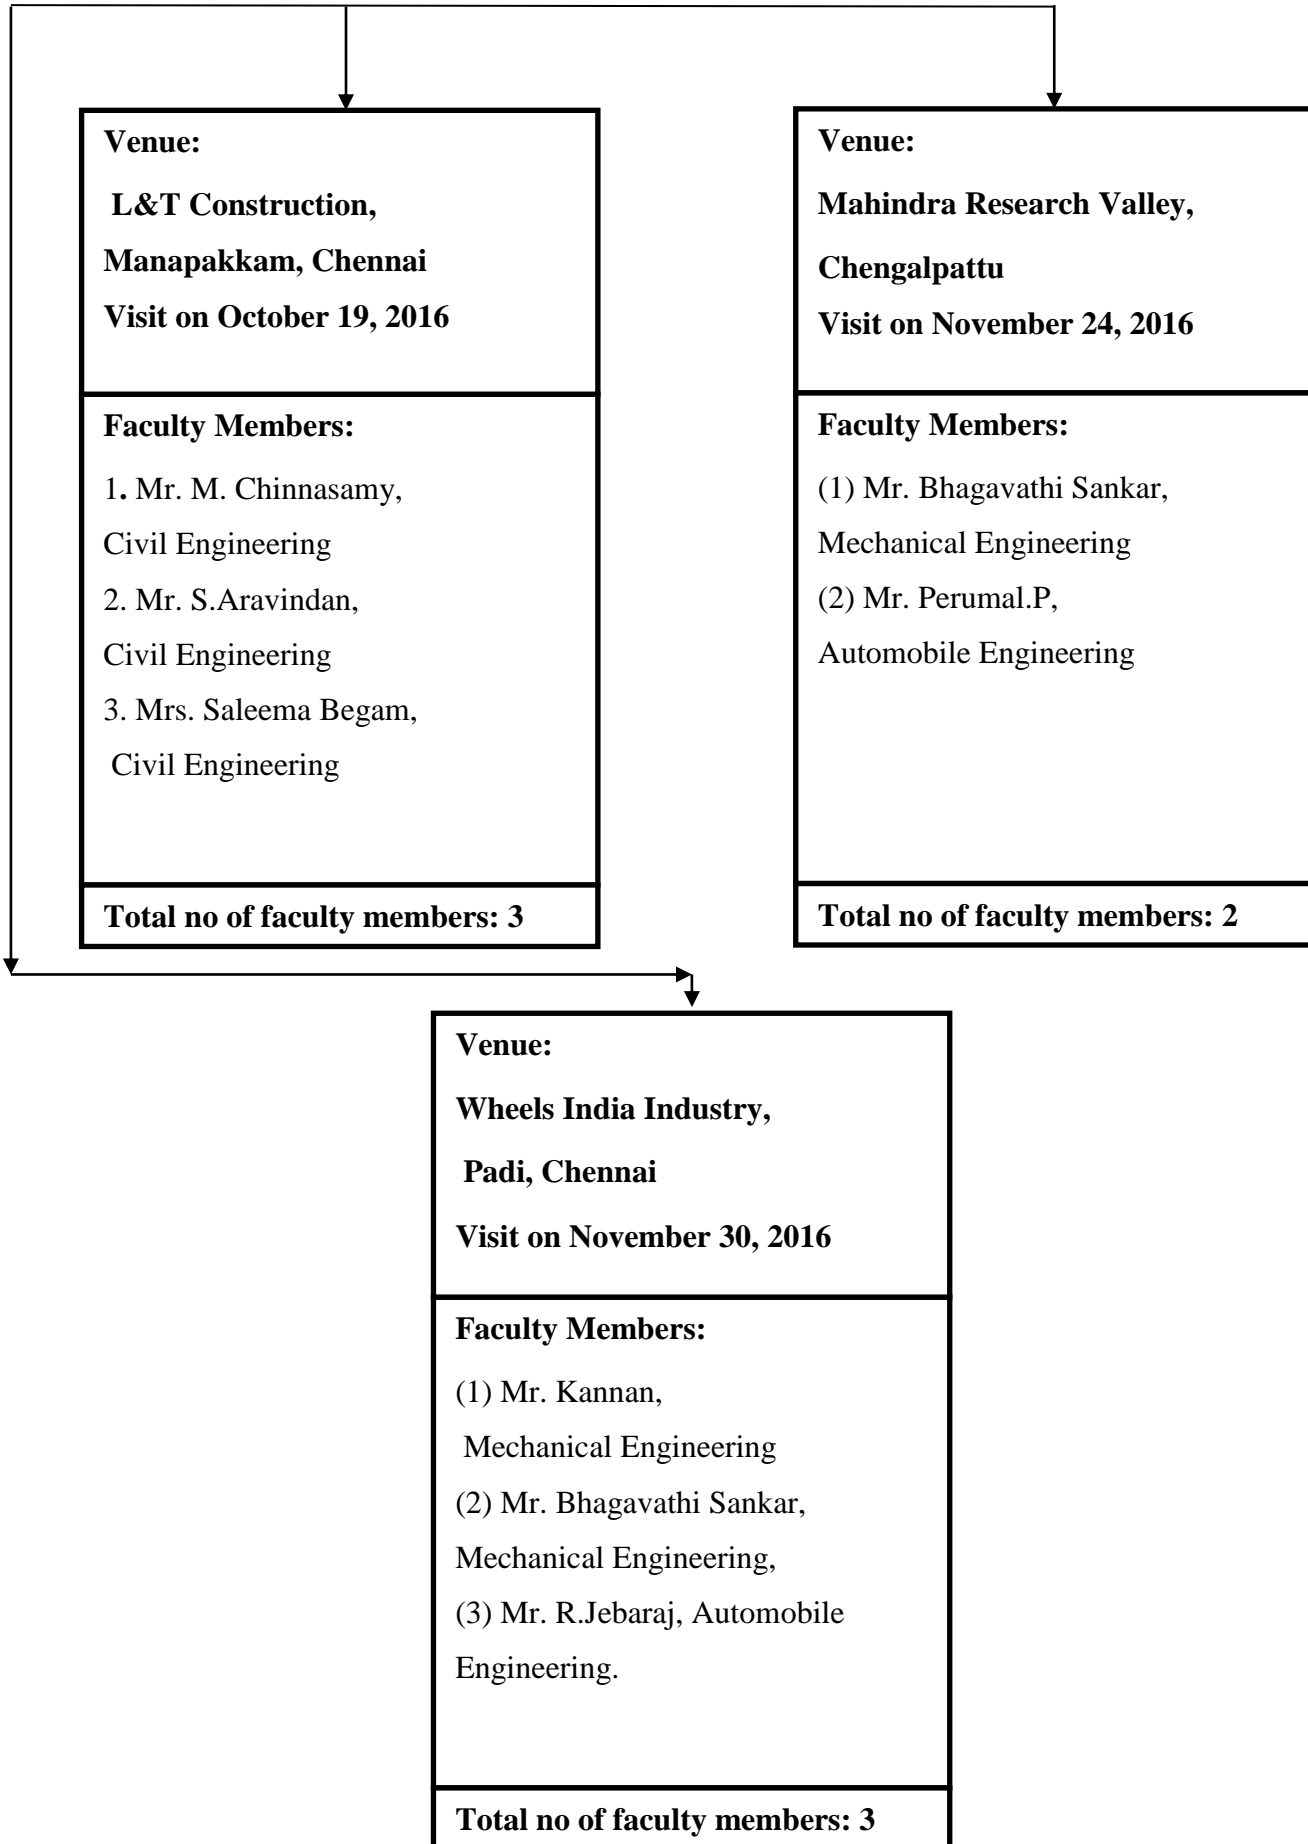 Venue:
L&T Construction,
Manapakkam, Chennai
Visit on October 19, 2016
Faculty Members:
1. Mr. M. Chinnasamy,
Civil Engineering
2. Mr. S.Aravindan,
Civil Engineering
3. Mrs. Saleema Begam,
Civil Engineering
Total no of faculty members: 3
Venue:
Mahindra Research Valley,
Chengalpattu
Visit on November 24, 2016
Faculty Members:
(1) Mr. Bhagavathi Sankar,
Mechanical Engineering
(2) Mr. Perumal.P,
Automobile Engineering
Total no of faculty members: 2
Venue:
Wheels India Industry,
Padi, Chennai
Visit on November 30, 2016
Faculty Members:
(1) Mr. Kannan,
Mechanical Engineering
(2) Mr. Bhagavathi Sankar,
Mechanical Engineering,
(3) Mr. R.Jebaraj, Automobile
Engineering.
Total no of faculty members: 3